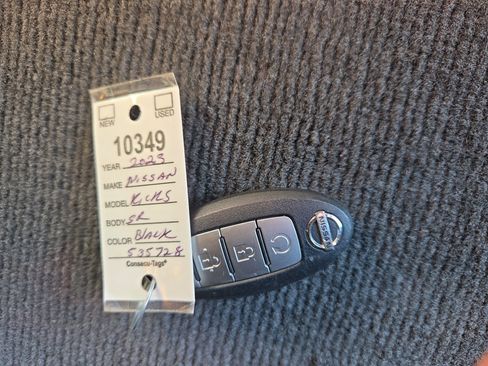 NEW USED
10349
YEAR 2023
MAKE NISSAN
MODEL KICKS
BODY SR
COLOR BLACK
535728
Consecu-Tags®
NISSAN